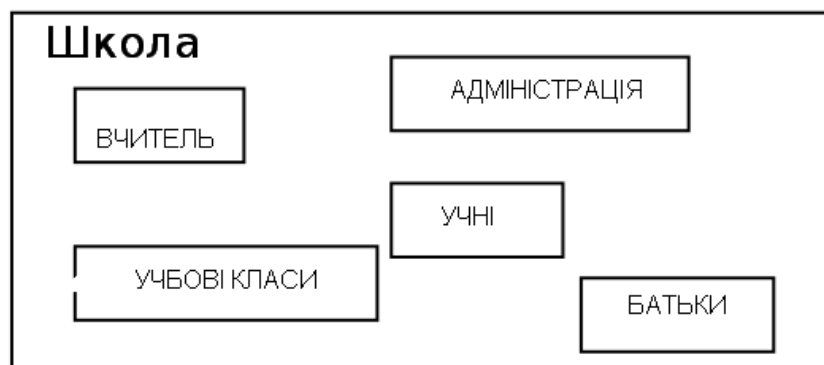 Школа
АДМІНІСТРАЦІЯ
ВЧИТЕЛЬ
УЧНІ
УЧБОВІ КЛАСИ
БАТЬКИ